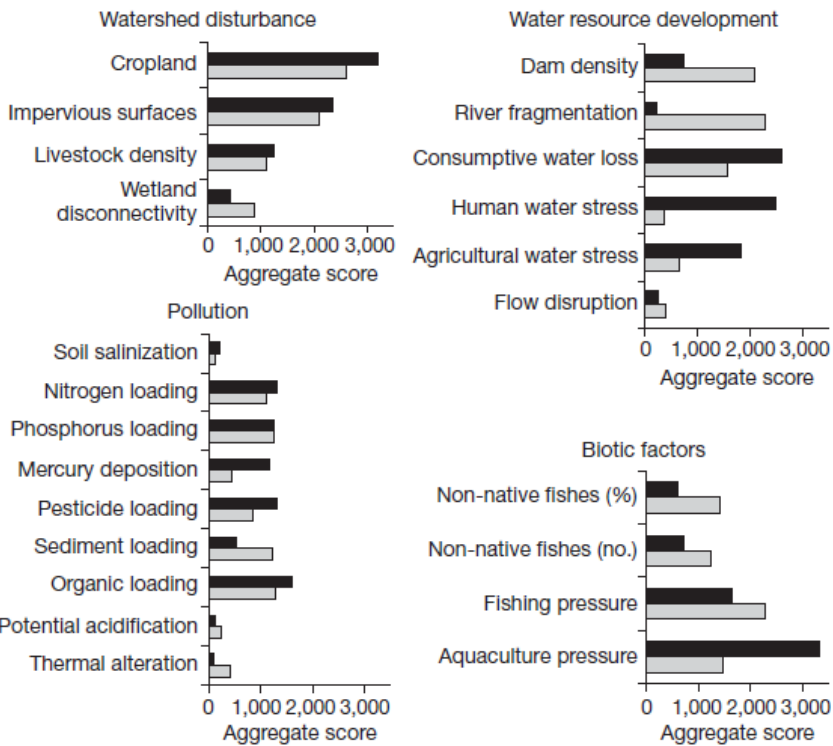 Watershed disturbance
Cropland
Impervious surfaces
Livestock density
Wetland
disconnectivity
0 1,000 2,000 3,000
Aggregate score
Pollution
Soil salinization
Nitrogen loading
Phosphorus loading
Mercury deposition
Pesticide loading
Sediment loading
Organic loading
Potential acidification
Thermal alteration
0 1,000 2,000 3,000
Aggregate score
Water resource development
Dam density
River fragmentation
Consumptive water loss
Human water stress
Agricultural water stress
Flow disruption
0 1,000 2,000 3,000
Aggregate score
Biotic factors
Non-native fishes (%)
Non-native fishes (no.)
Fishing pressure
Aquaculture pressure
0 1,000 2,000 3,000
Aggregate score